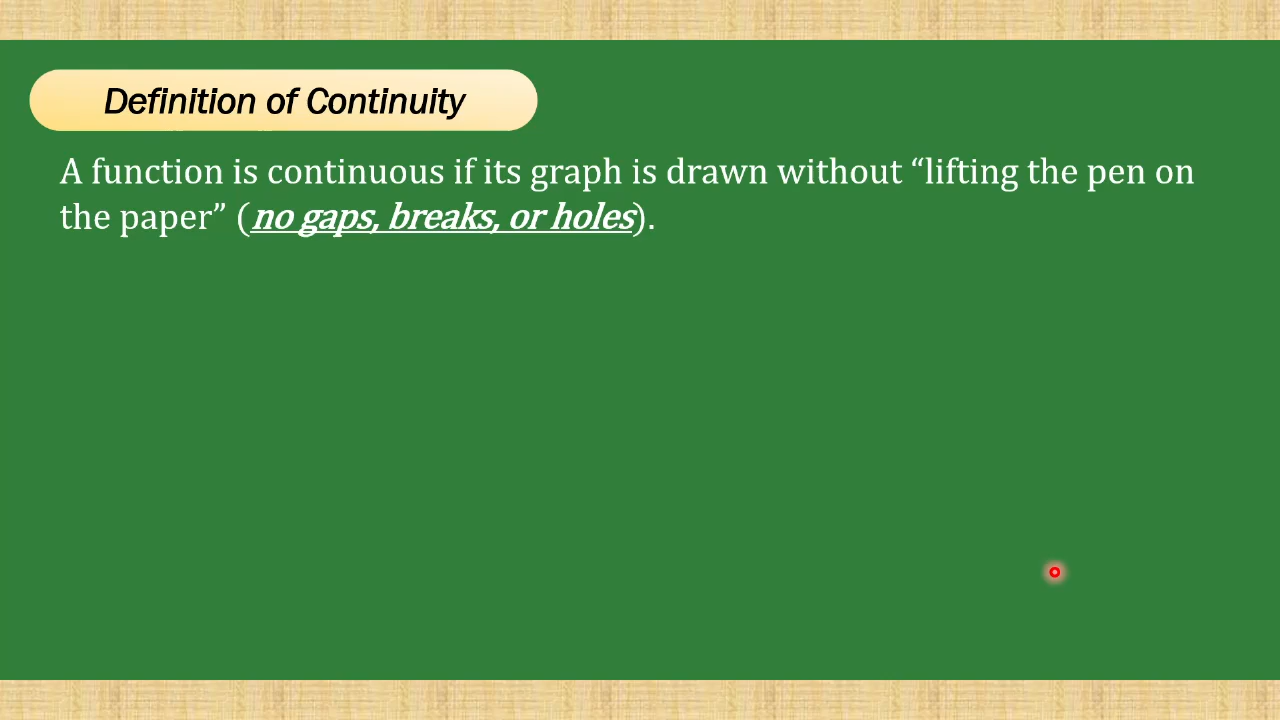 Definition of Continuity
A function is continuous if its graph is drawn without “lifting the pen on
the paper” (no gaps, breaks, or holes).